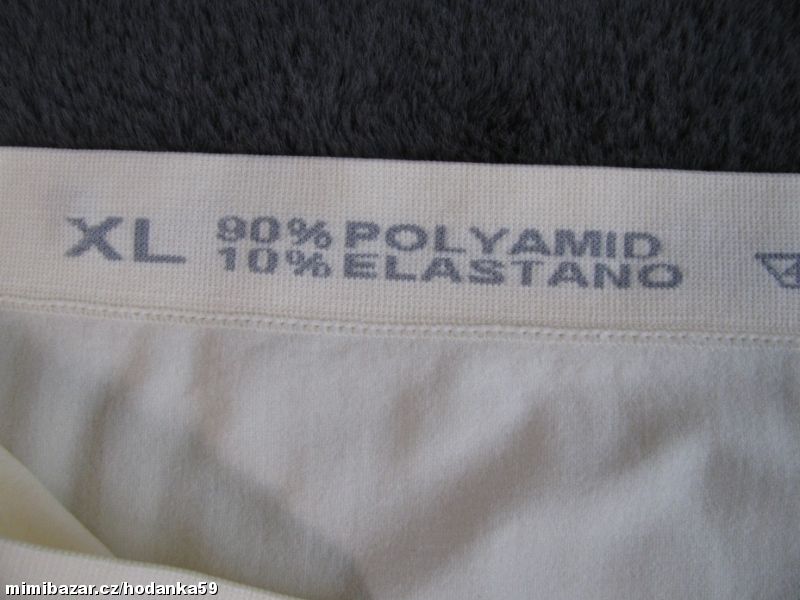 XL 90% POLYAMID
10% ELASTANO
mimibazar.cz/hodanka59